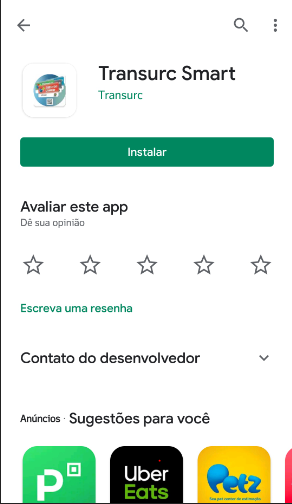 Transurc Smart
Transurc
Instalar
Avaliar este app
Dê sua opinião
Escreva uma resenha
Contato do desenvolvedor
Anúncios · Sugestões para você
P
Uber
Eats
Petz